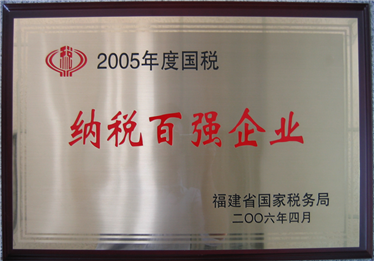 2005年度国税
纳税百强企业
福建省国家税务局
二〇〇六年四月